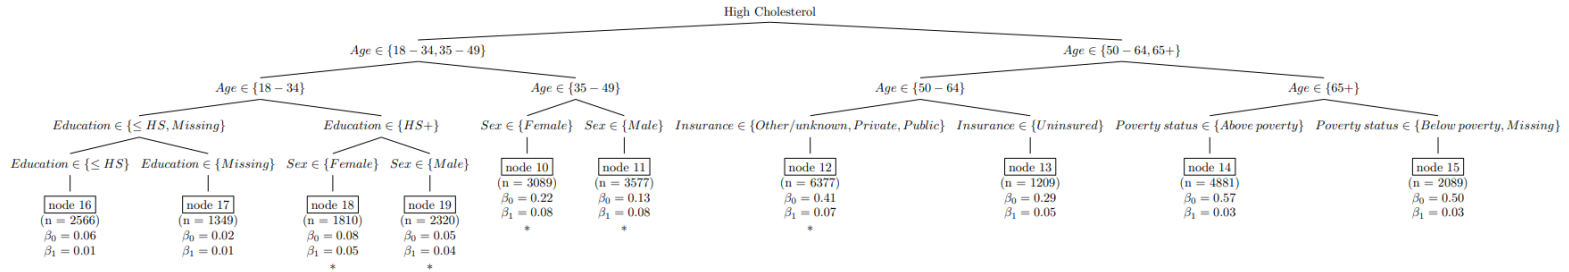 High Cholesterol
Age ∈ {18 − 34, 35 − 49}
Age ∈ {50 − 64, 65+}
Age ∈ {18 − 34}
Age ∈ {35 − 49}
Age ∈ {50 − 64}
Age ∈ {65+}
Education ∈ {≤ HS, Missing}
Education ∈ {HS+}
Sex ∈ {Female}
Sex ∈ {Male}
Insurance ∈ {Other/unknown, Private, Public}
Insurance ∈ {Uninsured}
Poverty status ∈ {Above poverty}
Poverty status ∈ {Below poverty, Missing}
Education ∈ {≤ HS}
Education ∈ {Missing}
Sex ∈ {Female}
Sex ∈ {Male}
node 10
(n = 3089)
β₀ = 0.22
β₁ = 0.08
*
node 11
(n = 3577)
β₀ = 0.13
β₁ = 0.08
*
node 12
(n = 6377)
β₀ = 0.41
β₁ = 0.07
*
node 13
(n = 1209)
β₀ = 0.29
β₁ = 0.05
node 14
(n = 4881)
β₀ = 0.57
β₁ = 0.03
node 15
(n = 2089)
β₀ = 0.50
β₁ = 0.03
node 16
(n = 2566)
β₀ = 0.06
β₁ = 0.01
node 17
(n = 1349)
β₀ = 0.02
β₁ = 0.01
node 18
(n = 1810)
β₀ = 0.08
β₁ = 0.05
*
node 19
(n = 2320)
β₀ = 0.05
β₁ = 0.04
*